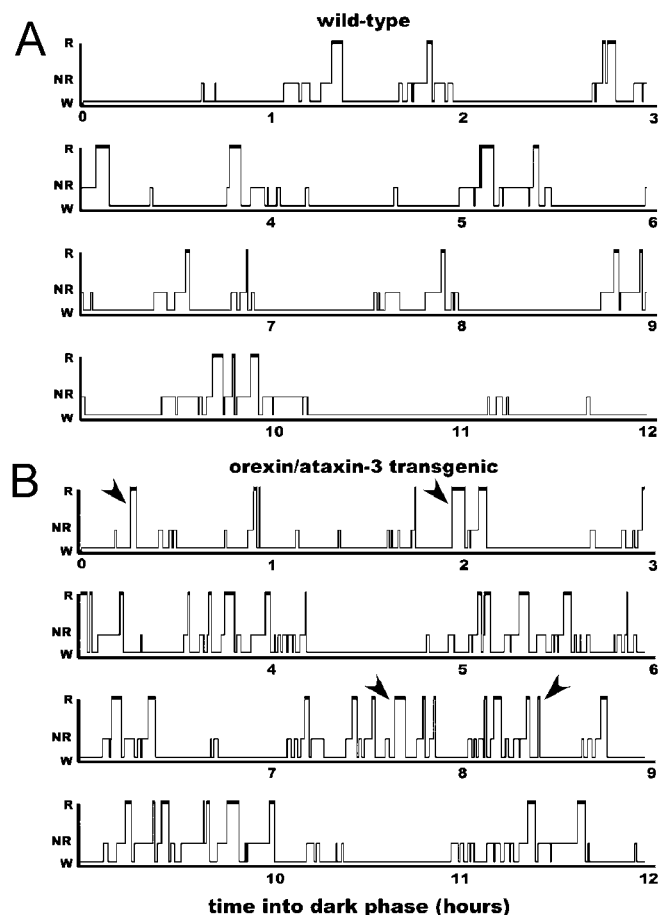 A
wild-type
R
NR
W
0 1 2 3
R
NR
W
4 5 6
R
NR
W
7 8 9
R
NR
W
10 11 12
B
orexin/ataxin-3 transgenic
R
NR
W
0 1 2 3
R
NR
W
4 5 6
R
NR
W
7 8 9
R
NR
W
10 11 12
time into dark phase (hours)